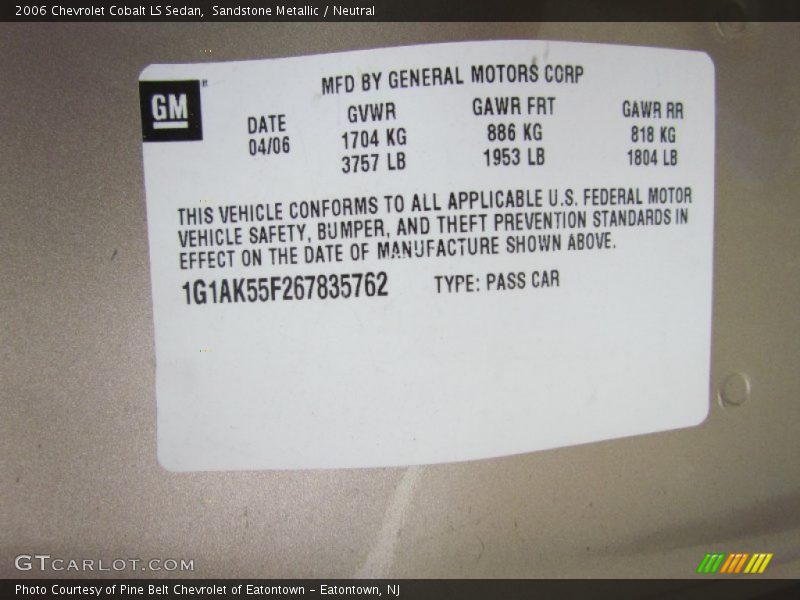 2006 Chevrolet Cobalt LS Sedan,  Sandstone Metallic / Neutral
GM
MFD BY GENERAL MOTORS CORP
DATE GVWR GAWR FRT GAWR RR
04/06 1704 KG 886 KG 818 KG
3757 LB 1953 LB 1804 LB
THIS VEHICLE CONFORMS TO ALL APPLICABLE U.S. FEDERAL MOTOR
VEHICLE SAFETY, BUMPER, AND THEFT PREVENTION STANDARDS IN
EFFECT ON THE DATE OF MANUFACTURE SHOWN ABOVE.
1G1AK55F267835762 TYPE: PASS CAR
GTCARLOT.COM
Photo Courtesy of Pine Belt Chevrolet of Eatontown – Eatontown, NJ